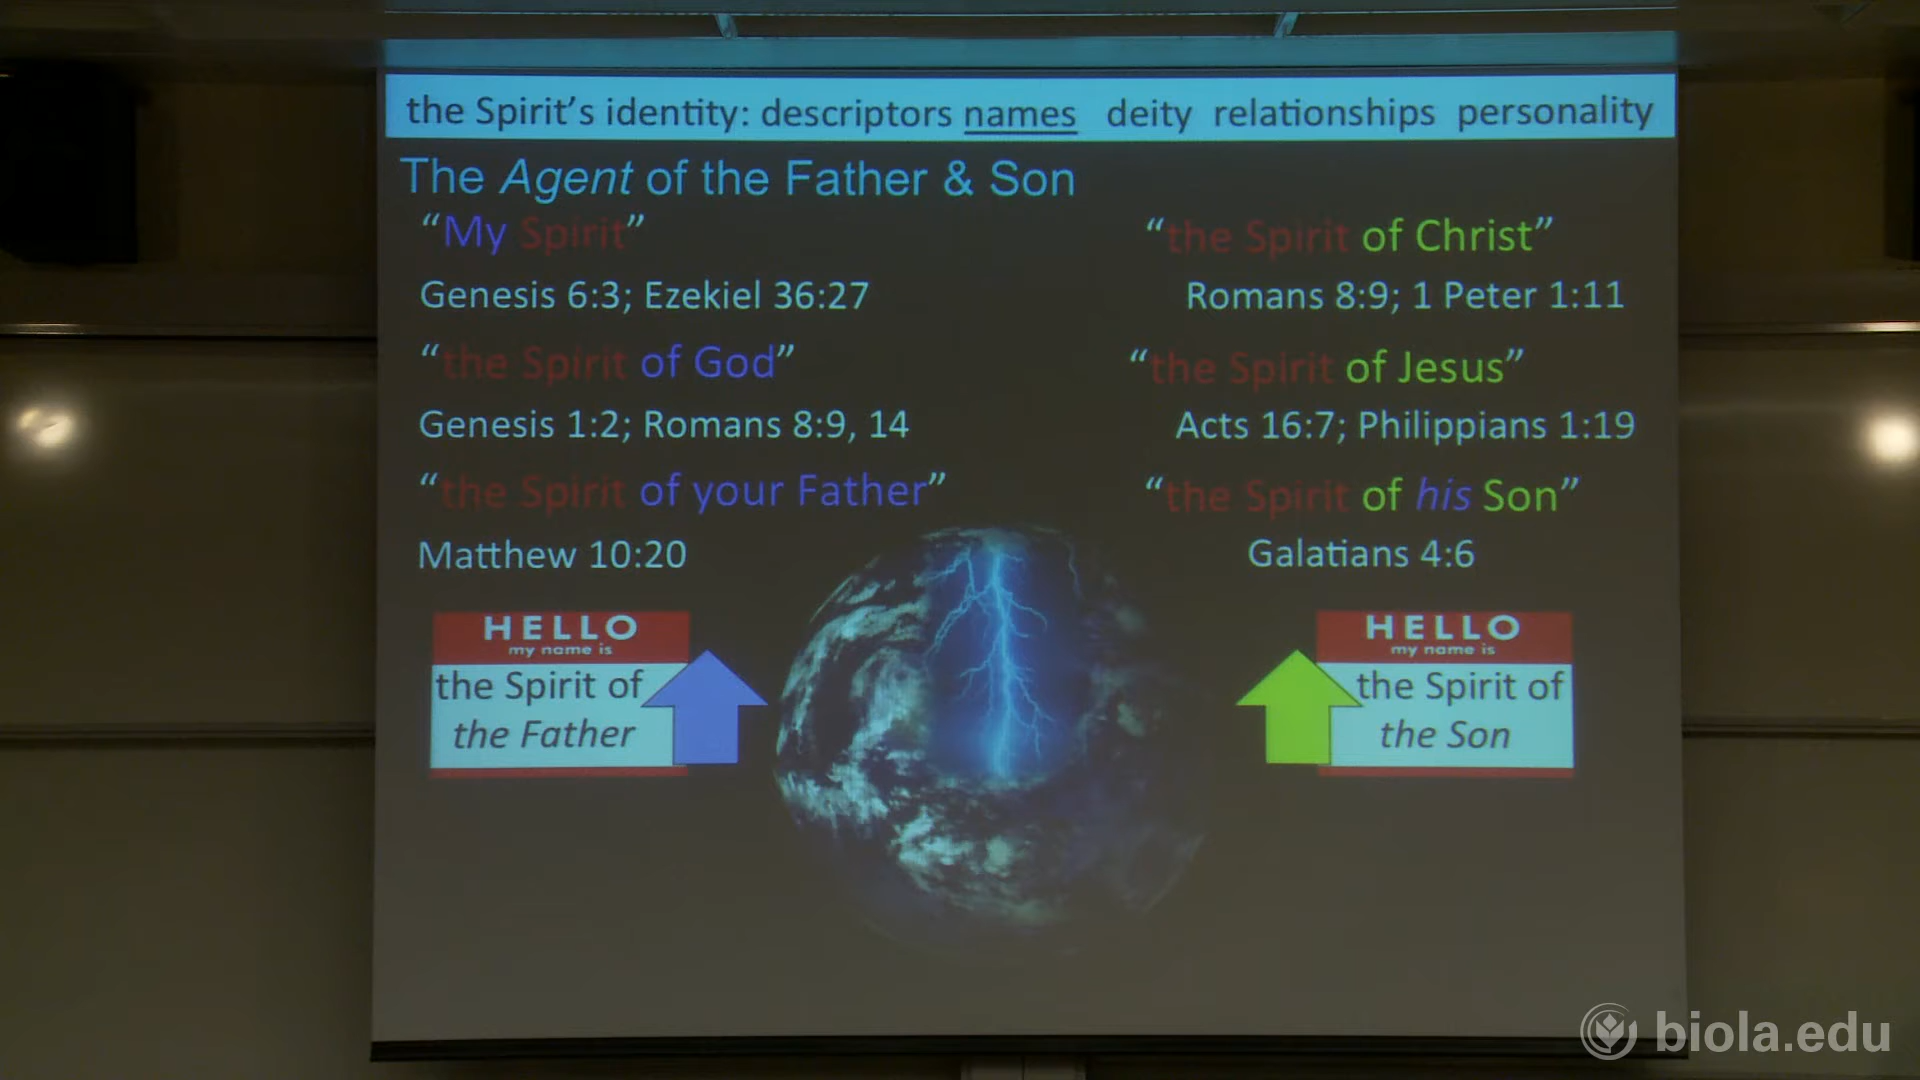 the Spirit’s identity: descriptors names deity relationships personality
The Agent of the Father & Son
“My Spirit”
Genesis 6:3; Ezekiel 36:27
“the Spirit of God”
Genesis 1:2; Romans 8:9, 14
“the Spirit of your Father”
Matthew 10:20
“the Spirit of Christ”
Romans 8:9; 1 Peter 1:11
“the Spirit of Jesus”
Acts 16:7; Philippians 1:19
“the Spirit of his Son”
Galatians 4:6
HELLO
my name is
the Spirit of
the Father
HELLO
my name is
the Spirit of
the Son
biola.edu